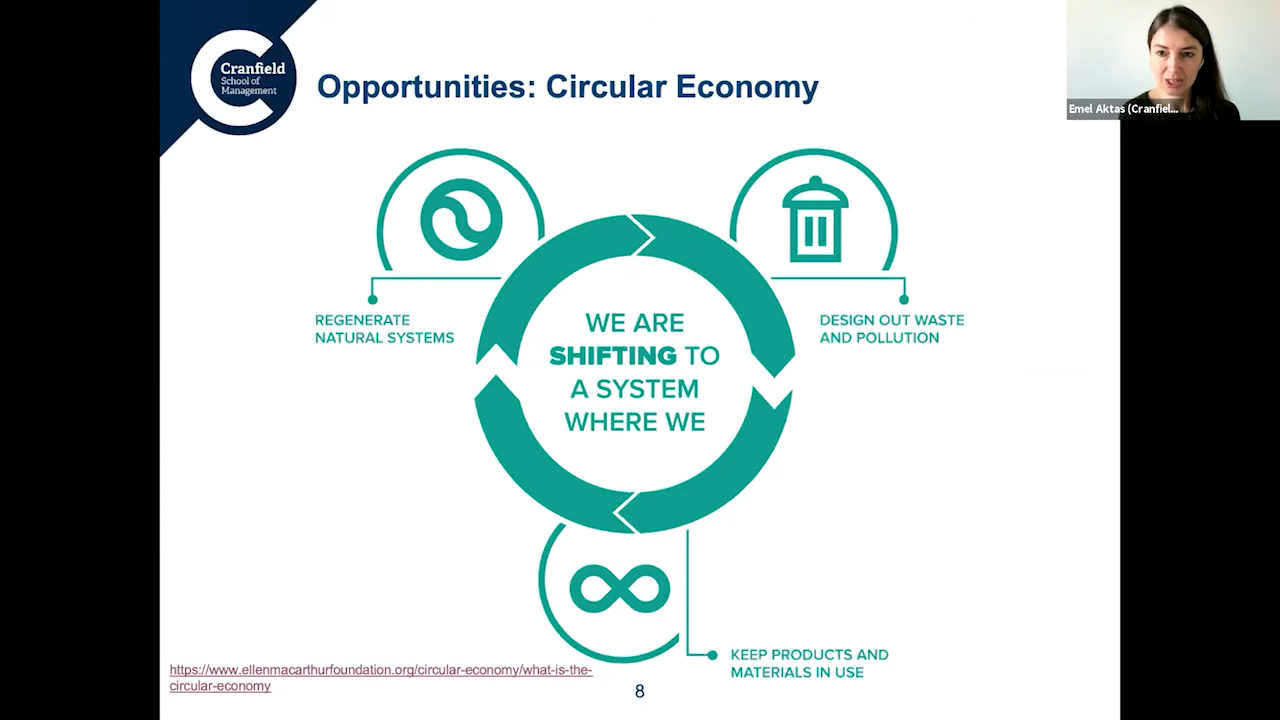 Cranfield
School of
Management
Opportunities: Circular Economy
Emel Aktas (Cranfiel...
REGENERATE
NATURAL SYSTEMS
DESIGN OUT WASTE
AND POLLUTION
WE ARE
SHIFTING TO
A SYSTEM
WHERE WE
KEEP PRODUCTS AND
MATERIALS IN USE
https://www.ellenmacarthurfoundation.org/circular-economy/what-is-the-
circular-economy
8